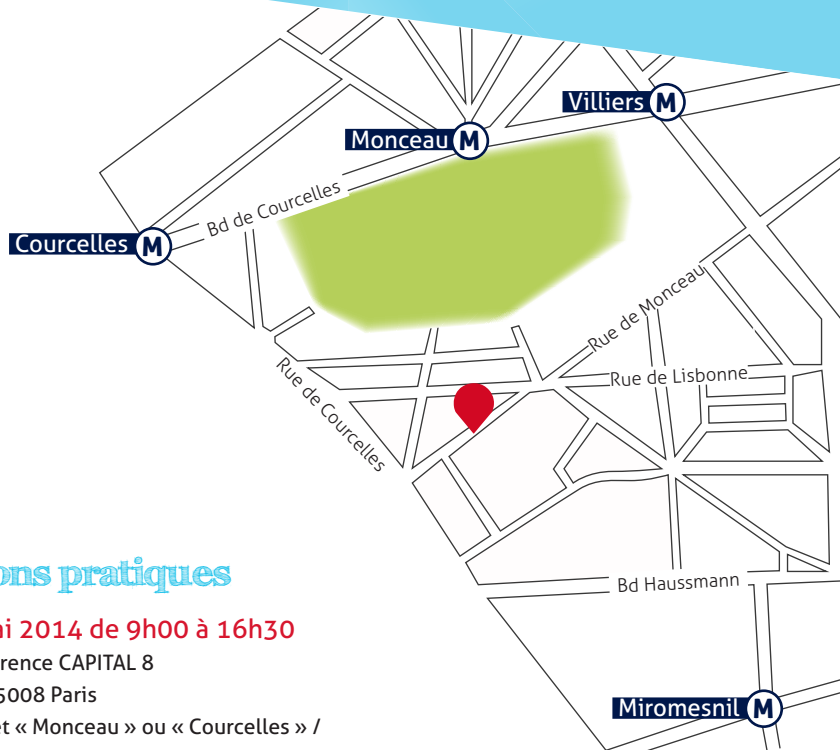 Villiers M
Monceau M
Bd de Courcelles
Courcelles M
Rue de Monceau
Rue de Lisbonne
Rue de Courcelles
Bd Haussmann
Miromesnil M
ons pratiques
ai 2014 de 9h00 à 16h30
rence CAPITAL 8
5008 Paris
et « Monceau » ou « Courcelles » /